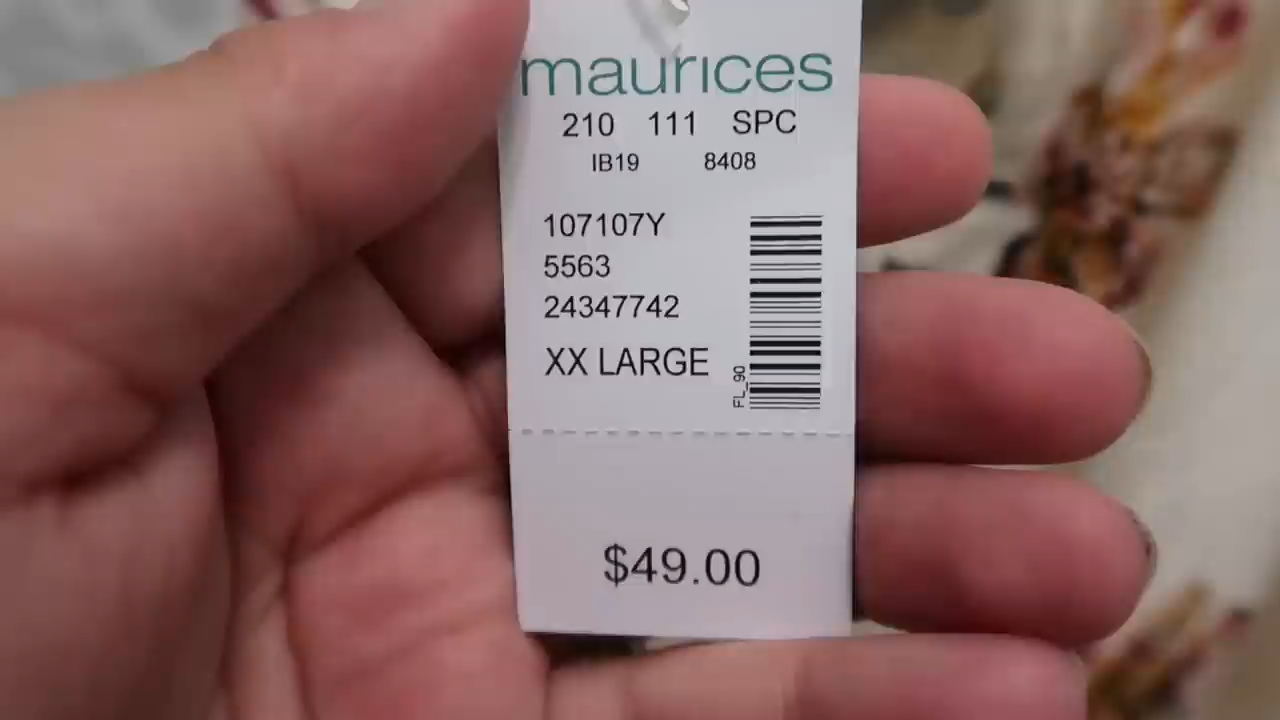 maurices
210 111 SPC
IB19 8408
107107Y
5563
24347742
XX LARGE
FL_90
$49.00